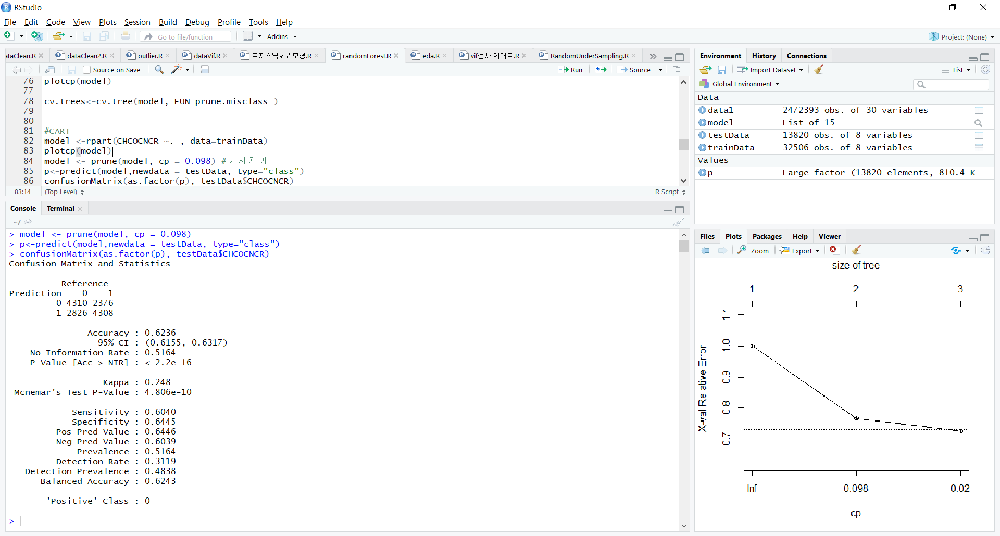 RStudio
File Edit Code View Plots Session Build Debug Profile Tools Help
Go to file/function Addins Project: (None)
ataClean.R dataClean2.R outlier.R dataVif.R 로지스틱회귀모형.R randomForest.R eda.R vif검사 제대로.R RandomUnderSampling.R
Source on Save Run Source
76 plotcp(model)
77
78 cv.trees<-cv.tree(model, FUN=prune.misclass )
79
80
81 #CART
82 model <-rpart(CHCOCNCR ~. , data=trainData)
83 plotcp(model)
84 model <- prune(model, cp = 0.098) #가지치기
85 p<-predict(model,newdata = testData, type="class")
86 confusionMatrix(as.factor(p), testData$CHCOCNCR)
83:14 (Top Level) R Script
Console Terminal
~/
> model <- prune(model, cp = 0.098)
> p<-predict(model,newdata = testData, type="class")
> confusionMatrix(as.factor(p), testData$CHCOCNCR)
Confusion Matrix and Statistics
Reference
Prediction 0 1
0 4310 2376
1 2826 4308
Accuracy : 0.6236
95% CI : (0.6155, 0.6317)
No Information Rate : 0.5164
P-Value [Acc > NIR] : < 2.2e-16
Kappa : 0.248
Mcnemar's Test P-Value : 4.806e-10
Sensitivity : 0.6040
Specificity : 0.6445
Pos Pred Value : 0.6446
Neg Pred Value : 0.6039
Prevalence : 0.5164
Detection Rate : 0.3119
Detection Prevalence : 0.4838
Balanced Accuracy : 0.6243
'Positive' Class : 0
>
Environment History Connections
Import Dataset List
Global Environment
Data
data1 2472393 obs. of 30 variables
model List of 15
testData 13820 obs. of 8 variables
trainData 32506 obs. of 8 variables
Values
p Large factor (13820 elements, 810.4 K…
Files Plots Packages Help Viewer
Zoom Export
size of tree
1 2 3
X-val Relative Error
1.1
1.0
0.9
0.8
0.7
Inf 0.098 0.02
cp